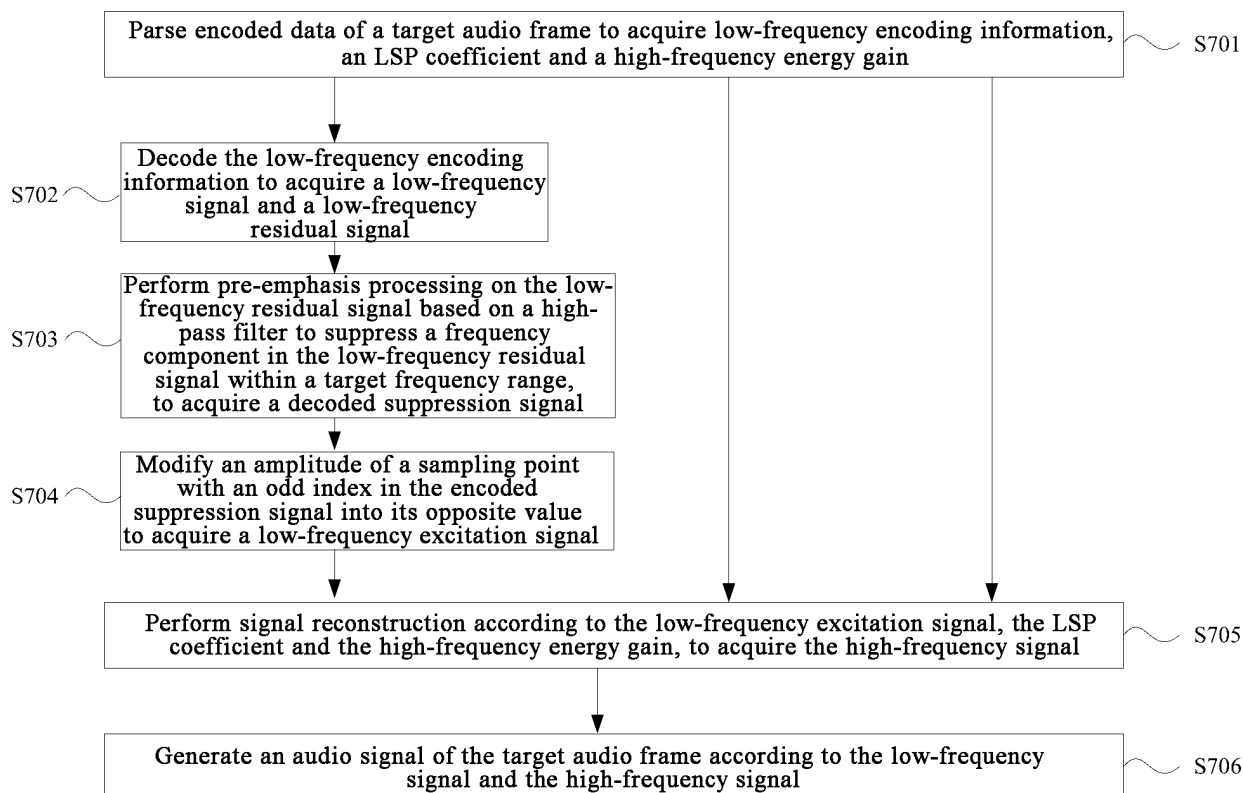 Parse encoded data of a target audio frame to acquire low-frequency encoding information,
an LSP coefficient and a high-frequency energy gain
S701
Decode the low-frequency encoding
information to acquire a low-frequency
signal and a low-frequency
residual signal
S702
Perform pre-emphasis processing on the low-
frequency residual signal based on a high-
pass filter to suppress a frequency
component in the low-frequency residual
signal within a target frequency range,
to acquire a decoded suppression signal
S703
Modify an amplitude of a sampling point
with an odd index in the encoded
suppression signal into its opposite value
to acquire a low-frequency excitation signal
S704
Perform signal reconstruction according to the low-frequency excitation signal, the LSP
coefficient and the high-frequency energy gain, to acquire the high-frequency signal
S705
Generate an audio signal of the target audio frame according to the low-frequency
signal and the high-frequency signal
S706